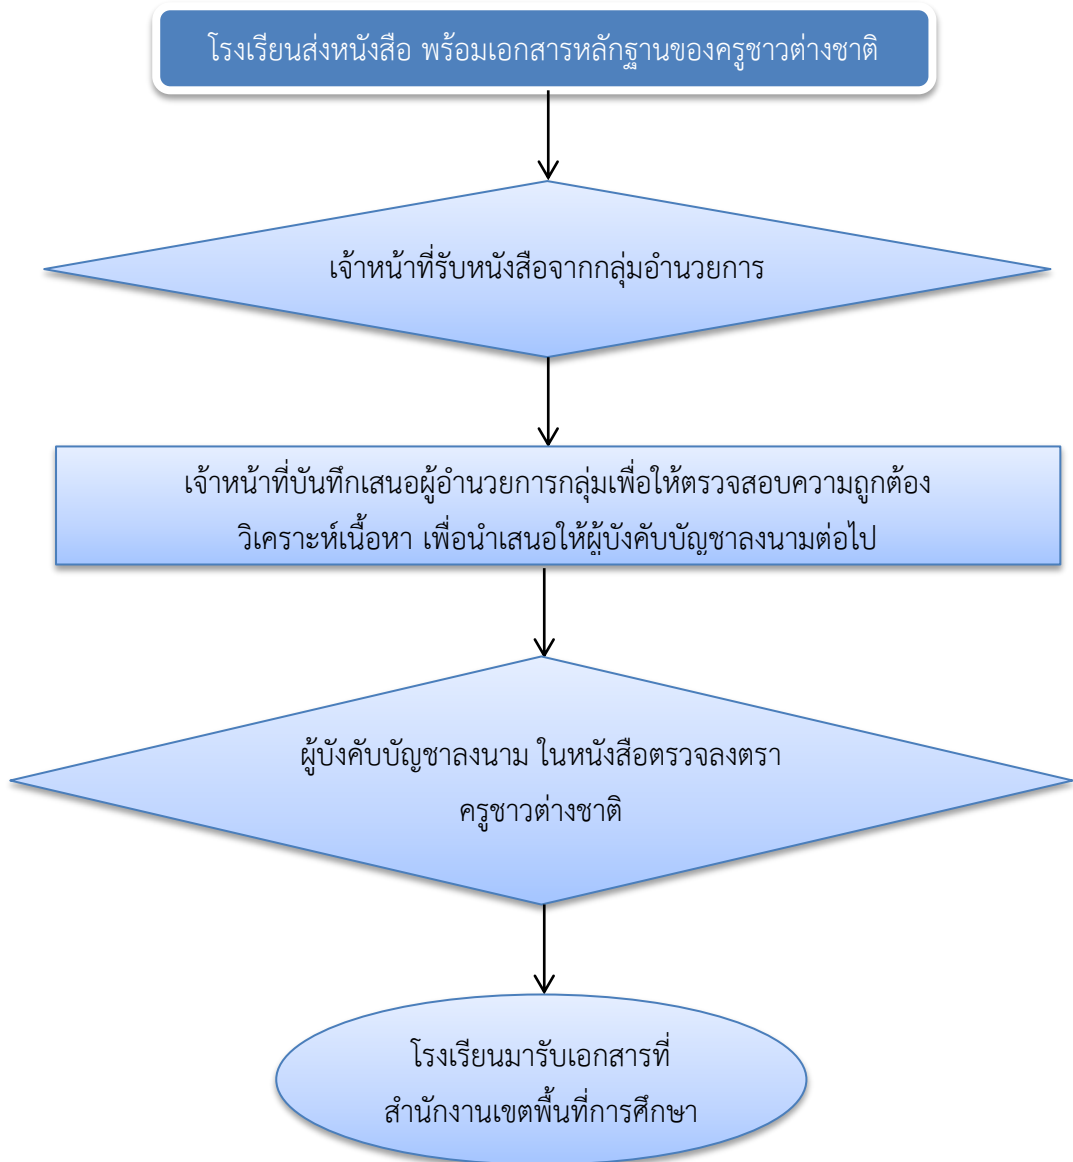 โรงเรียนส่งหนังสือ พร้อมเอกสารหลักฐานของครูชาวต่างชาติ
เจ้าหน้าที่รับหนังสือจากกลุ่มอำนวยการ
เจ้าหน้าที่บันทึกเสนอผู้อำนวยการกลุ่มเพื่อให้ตรวจสอบความถูกต้อง
วิเคราะห์เนื้อหา เพื่อนำเสนอให้ผู้บังคับบัญชาลงนามต่อไป
ผู้บังคับบัญชาลงนาม ในหนังสือตรวจลงตรา
ครูชาวต่างชาติ
โรงเรียนมารับเอกสารที่
สำนักงานเขตพื้นที่การศึกษา